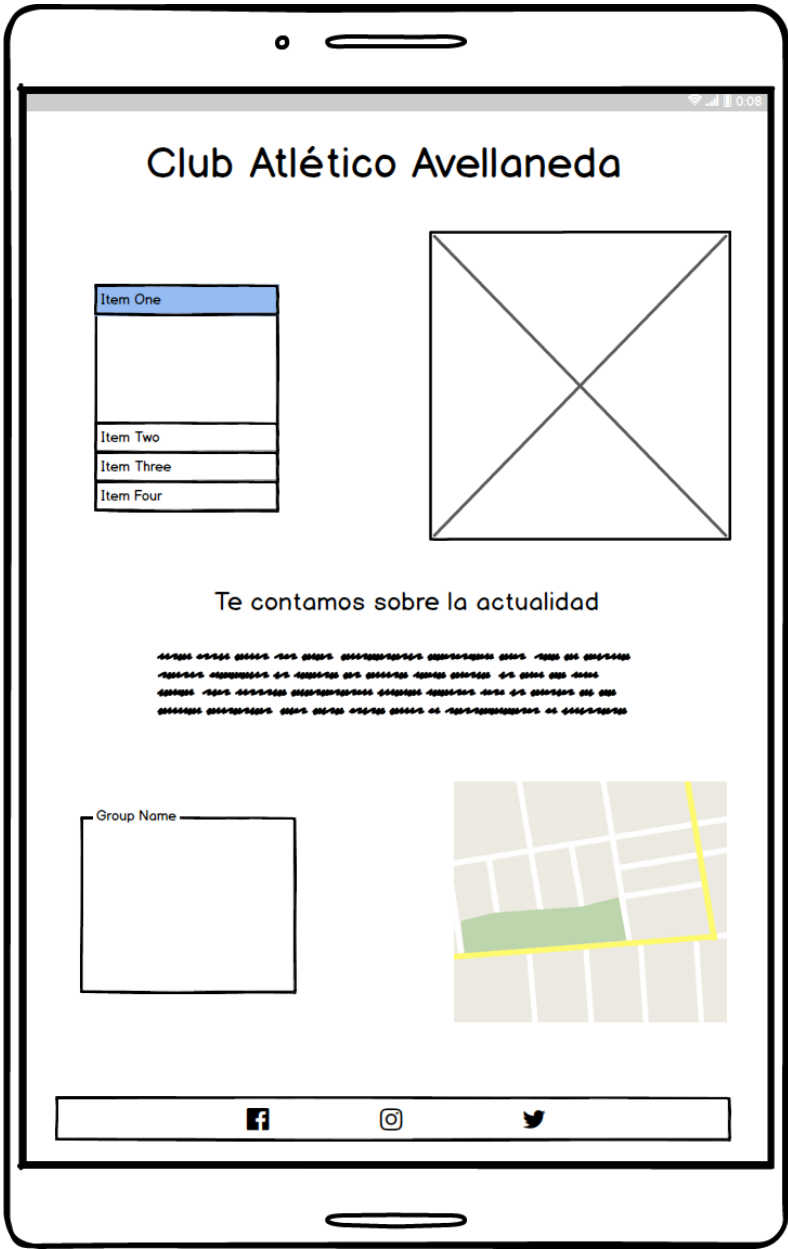 0:08
Club Atlético Avellaneda
Item One
Item Two
Item Three
Item Four
Te contamos sobre la actualidad
Group Name